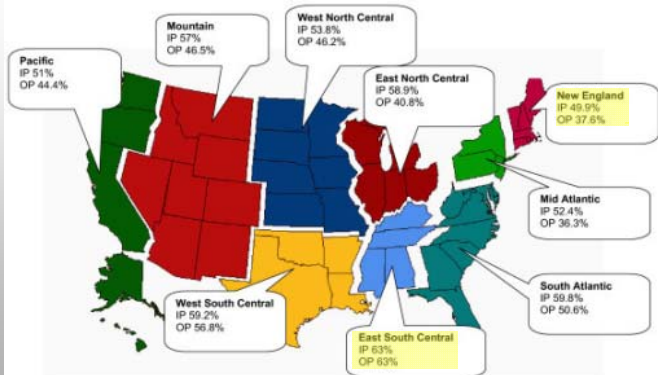 West North Central
IP 53.8%
OP 46.2%
Mountain
IP 57%
OP 46.5%
Pacific
IP 51%
OP 44.4%
East North Central
IP 58.9%
OP 40.8%
New England
IP 49.9%
OP 37.6%
Mid Atlantic
IP 52.4%
OP 36.3%
South Atlantic
IP 59.8%
OP 50.6%
West South Central
IP 59.2%
OP 56.8%
East South Central
IP 63%
OP 63%